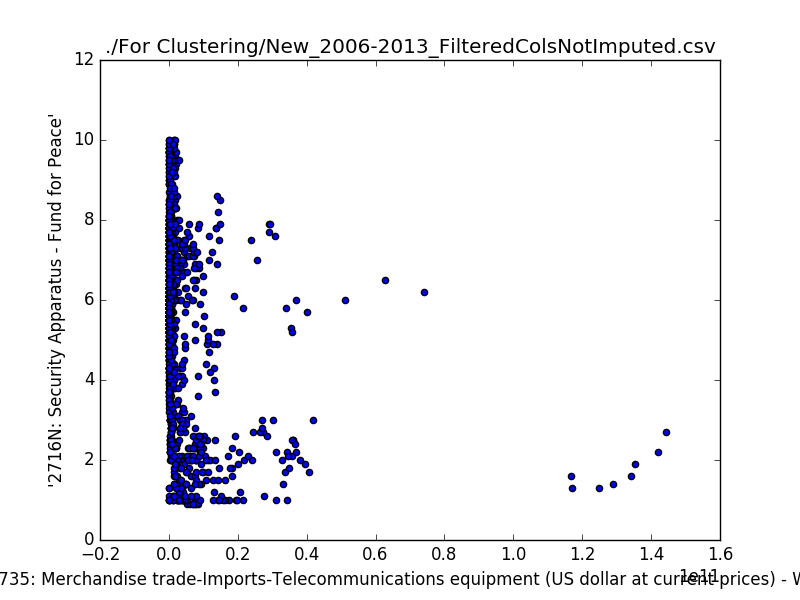 ./For Clustering/New_2006-2013_FilteredColsNotImputed.csv
'2716N: Security Apparatus - Fund for Peace'
12
10
8
6
4
2
0
−0.2 0.0 0.2 0.4 0.6 0.8 1.0 1.2 1.4 1.6
1e11
735: Merchandise trade-Imports-Telecommunications equipment (US dollar at current prices) -